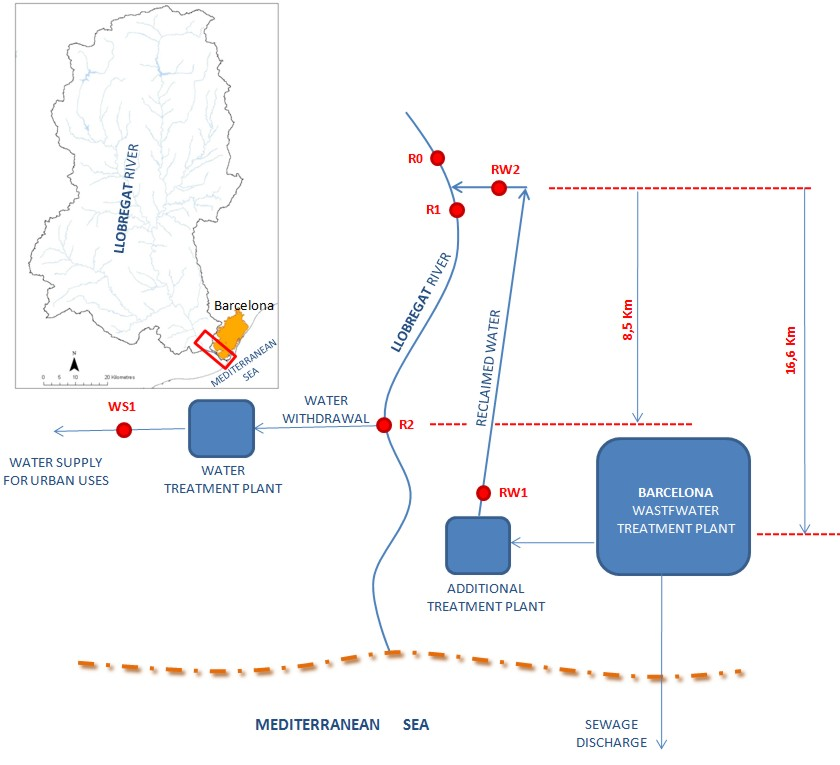 LLOBREGAT RIVER
Barcelona
MEDITERRANEAN
SEA
N
0 5 10 20 Kilometres
R0
RW2
R1
LLOBREGAT RIVER
RECLAIMED WATER
8,5 Km
16,6 Km
WS1
WATER
WITHDRAWAL
R2
WATER SUPPLY
FOR URBAN USES
WATER
TREATMENT PLANT
RW1
BARCELONA
WASTFWATER
TREATMENT PLANT
ADDITIONAL
TREATMENT PLANT
MEDITERRANEAN SEA
SEWAGE
DISCHARGE